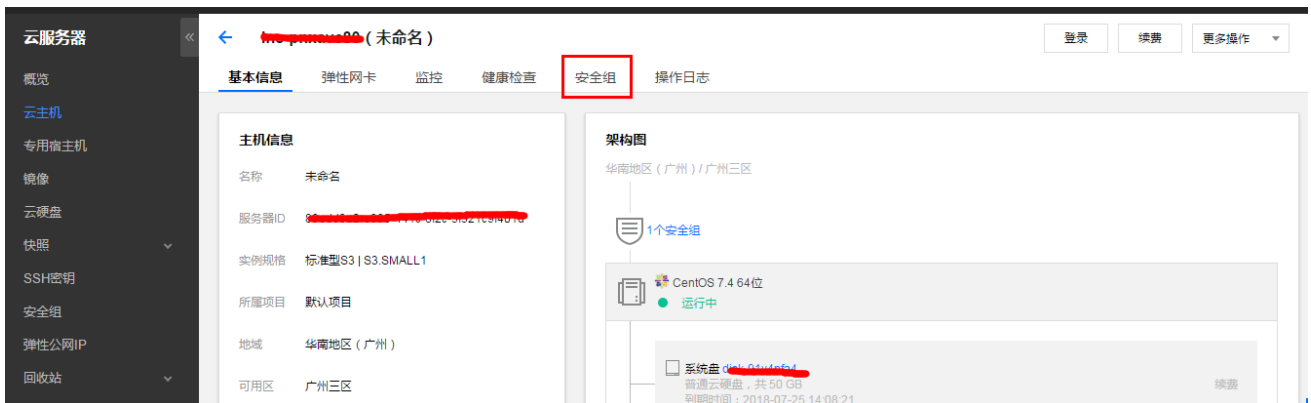 云服务器
概览
云主机
专用宿主机
镜像
云硬盘
快照
SSH密钥
安全组
弹性公网IP
回收站
(未命名)
登录 续费 更多操作
基本信息 弹性网卡 监控 健康检查 安全组 操作日志
主机信息
名称 未命名
服务器ID
实例规格 标准型S3 | S3.SMALL1
所属项目 默认项目
地域 华南地区(广州)
可用区 广州三区
架构图
华南地区(广州)/ 广州三区
1个安全组
CentOS 7.4 64位
运行中
系统盘
普通云硬盘,共 50 GB
续费
到期时间:2018-07-25 14:08:21